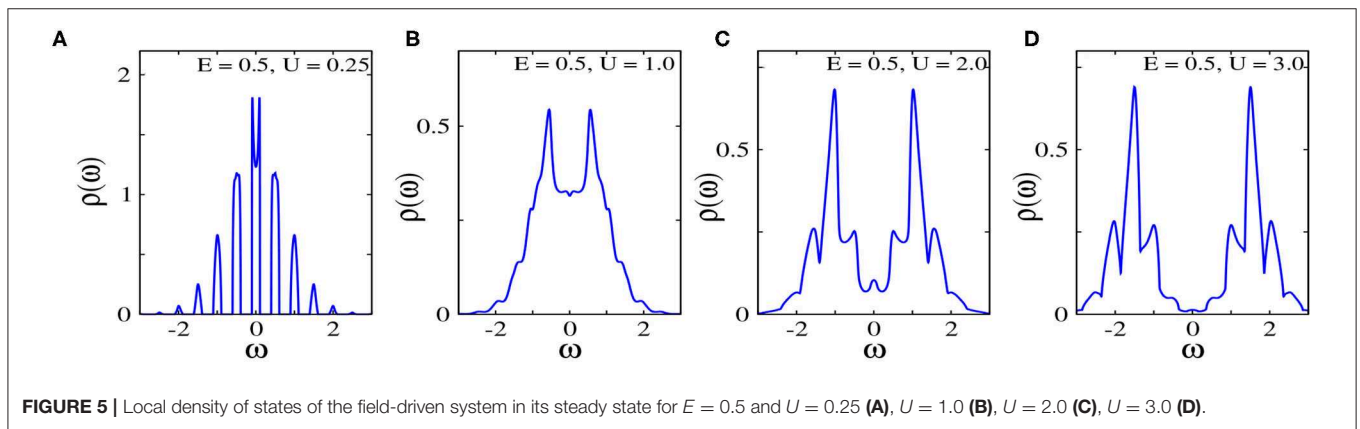 A
E = 0.5, U = 0.25
2
1
0
ρ(ω)
-2
0
2
ω
B
E = 0.5, U = 1.0
0.5
0
ρ(ω)
-2
0
2
ω
C
E = 0.5, U = 2.0
0.5
0
ρ(ω)
-2
0
2
ω
D
E = 0.5, U = 3.0
0.5
0
ρ(ω)
-2
0
2
ω
FIGURE 5 | Local density of states of the field-driven system in its steady state for E = 0.5 and U = 0.25 (A), U = 1.0 (B), U = 2.0 (C), U = 3.0 (D).